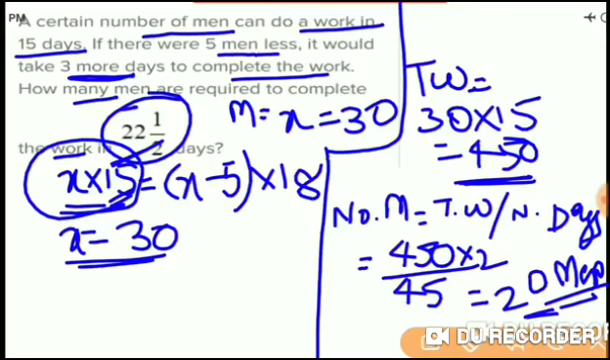 PM
A certain number of men can do a work in
15 days. If there were 5 men less, it would
take 3 more days to complete the work.
How many men are required to complete
the work in 22 1/2 days?
M = x = 30
x×15 = (x-5)×18
x = 30
TW =
30×15
= 450
No. M = T.W / N. Days
= 450×2 / 45 = 20 Men
DU RECORDER
DU RECORDER